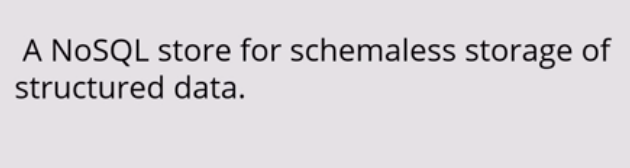 A NoSQL store for schemaless storage of
structured data.